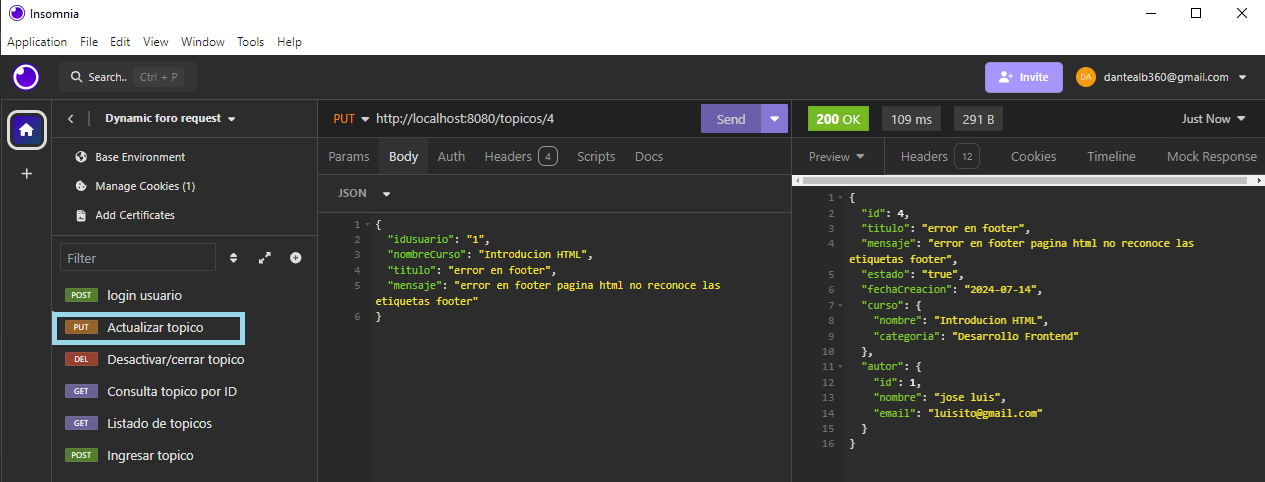 Insomnia
Application File Edit View Window Tools Help
Search.. Ctrl + P
Invite
DA dantealb360@gmail.com
Dynamic foro request
Base Environment
Manage Cookies (1)
Add Certificates
Filter
POST login usuario
PUT Actualizar topico
DEL Desactivar/cerrar topico
GET Consulta topico por ID
GET Listado de topicos
POST Ingresar topico
PUT http://localhost:8080/topicos/4
Send
Params Body Auth Headers 4 Scripts Docs
JSON
1 {
2 "idUsuario": "1",
3 "nombreCurso": "Introducion HTML",
4 "titulo": "error en footer",
5 "mensaje": "error en footer pagina html no reconoce las
etiquetas footer"
6 }
200 OK 109 ms 291 B Just Now
Preview Headers 12 Cookies Timeline Mock Response
1 {
2 "id": 4,
3 "titulo": "error en footer",
4 "mensaje": "error en footer pagina html no reconoce las
etiquetas footer",
5 "estado": "true",
6 "fechaCreacion": "2024-07-14",
7 "curso": {
8 "nombre": "Introducion HTML",
9 "categoria": "Desarrollo Frontend"
10 },
11 "autor": {
12 "id": 1,
13 "nombre": "jose luis",
14 "email": "luisito@gmail.com"
15 }
16 }